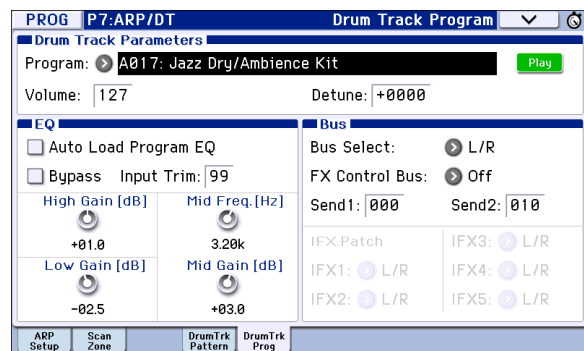 PROG P7:ARP/DT Drum Track Program
Drum Track Parameters
Program: A017: Jazz Dry/Ambience Kit Play
Volume: 127 Detune: +0000
EQ
Auto Load Program EQ
Bypass Input Trim: 99
High Gain [dB] Mid Freq.[Hz]
+01.0 3.20k
Low Gain [dB] Mid Gain [dB]
-02.5 +03.0
Bus
Bus Select: L/R
FX Control Bus: Off
Send1: 000 Send2: 010
IFX.Patch IFX3: L/R
IFX1: L/R IFX4: L/R
IFX2: L/R IFX5: L/R
ARP Setup
Scan Zone
DrumTrk Pattern
DrumTrk Prog